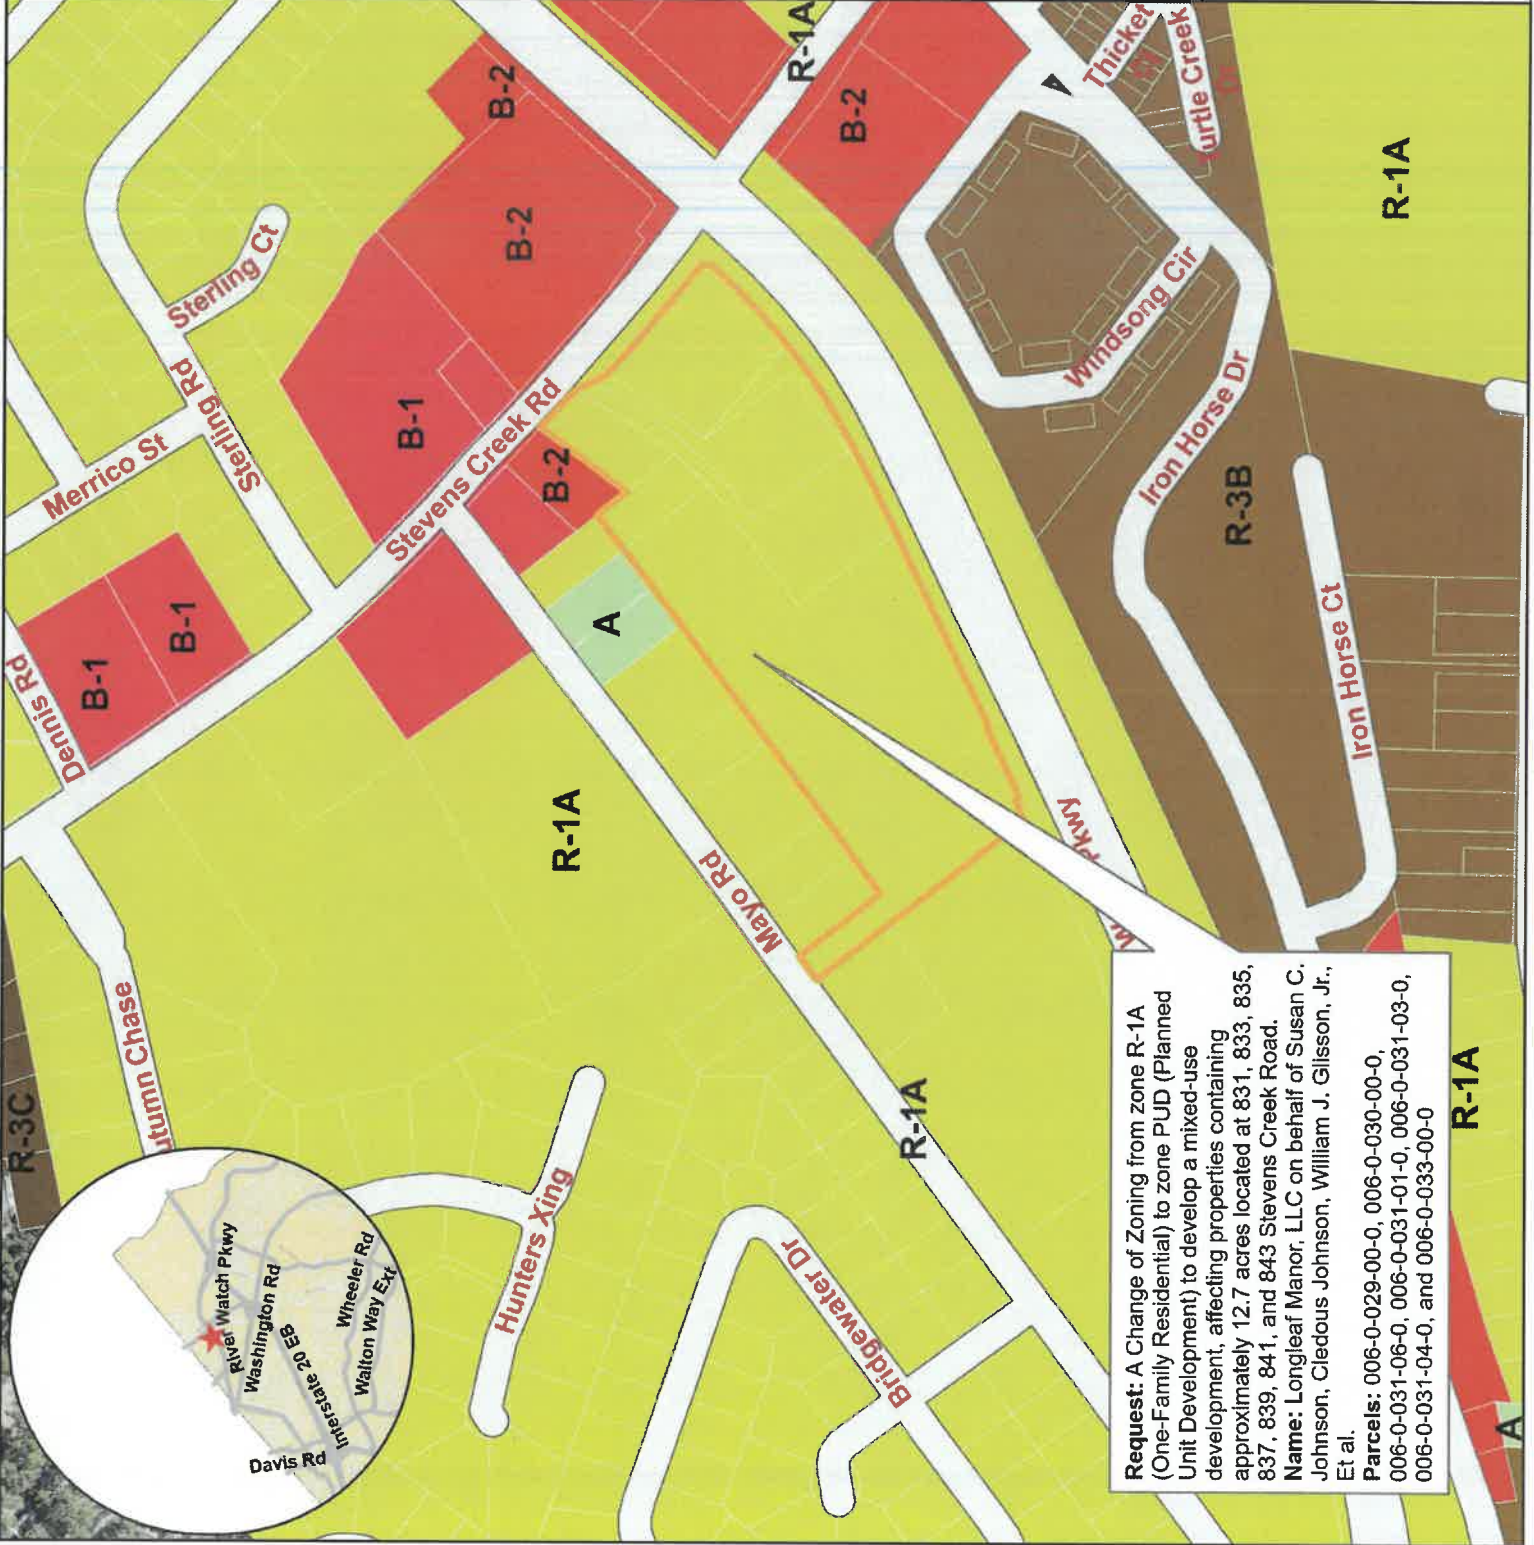 R-3C
Autumn Chase
Dennis Rd
B-1
B-1
Merrico St
Sterling Rd
Sterling
Sterling Ct
B-2
B-2
B-1
Stevens Creek Rd
B-2
A
R-1A
R-1A
B-2
Thicket
Turtle Creek
Ct
R-1A
Windsong Cir
Iron Horse Dr
R-3B
Iron Horse Ct
Pkwy
W
Mayo Rd
R-1A
Hunters Xing
Bridgewater Dr
R-1A
A
River Watch Pkwy
Washington Rd
Interstate 20 EB
Wheeler Rd
Walton Way Ext
Davis Rd
Request: A Change of Zoning from zone R-1A
(One-Family Residential) to zone PUD (Planned
Unit Development) to develop a mixed-use
development, affecting properties containing
approximately 12.7 acres located at 831, 833, 835,
837, 839, 841, and 843 Stevens Creek Road.
Name: Longleaf Manor, LLC on behalf of Susan C.
Johnson, Cledous Johnson, William J. Glisson, Jr.,
Et al.
Parcels: 006-0-029-00-0, 006-0-030-00-0,
006-0-031-06-0, 006-0-031-01-0, 006-0-031-03-0,
006-0-031-04-0, and 006-0-033-00-0